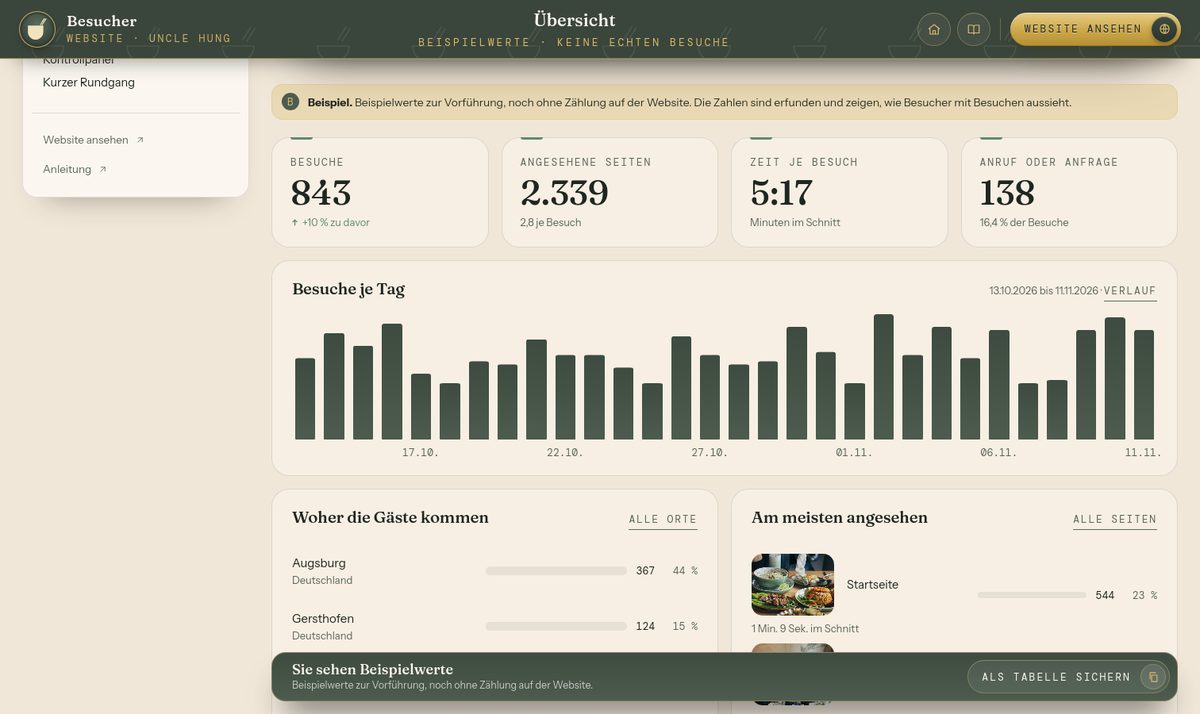 Besucher
WEBSITE · UNCLE HUNG
Übersicht
BEISPIELWERTE · KEINE ECHTEN BESUCHE
WEBSITE ANSEHEN
Kontrollpanel
Kurzer Rundgang
Website ansehen ↗
Anleitung ↗
B Beispiel. Beispielwerte zur Vorführung, noch ohne Zählung auf der Website. Die Zahlen sind erfunden und zeigen, wie Besucher mit Besuchen aussieht.
BESUCHE
843
↑ +10 % zu davor
ANGESEHENE SEITEN
2.339
2,8 je Besuch
ZEIT JE BESUCH
5:17
Minuten im Schnitt
ANRUF ODER ANFRAGE
138
16,4 % der Besuche
Besuche je Tag
13.10.2026 bis 11.11.2026 · VERLAUF
17.10. 22.10. 27.10. 01.11. 06.11. 11.11.
Woher die Gäste kommen
ALLE ORTE
Augsburg
Deutschland
367 44 %
Gersthofen
Deutschland
124 15 %
Am meisten angesehen
ALLE SEITEN
Startseite
544 23 %
1 Min. 9 Sek. im Schnitt
Sie sehen Beispielwerte
Beispielwerte zur Vorführung, noch ohne Zählung auf der Website.
ALS TABELLE SICHERN